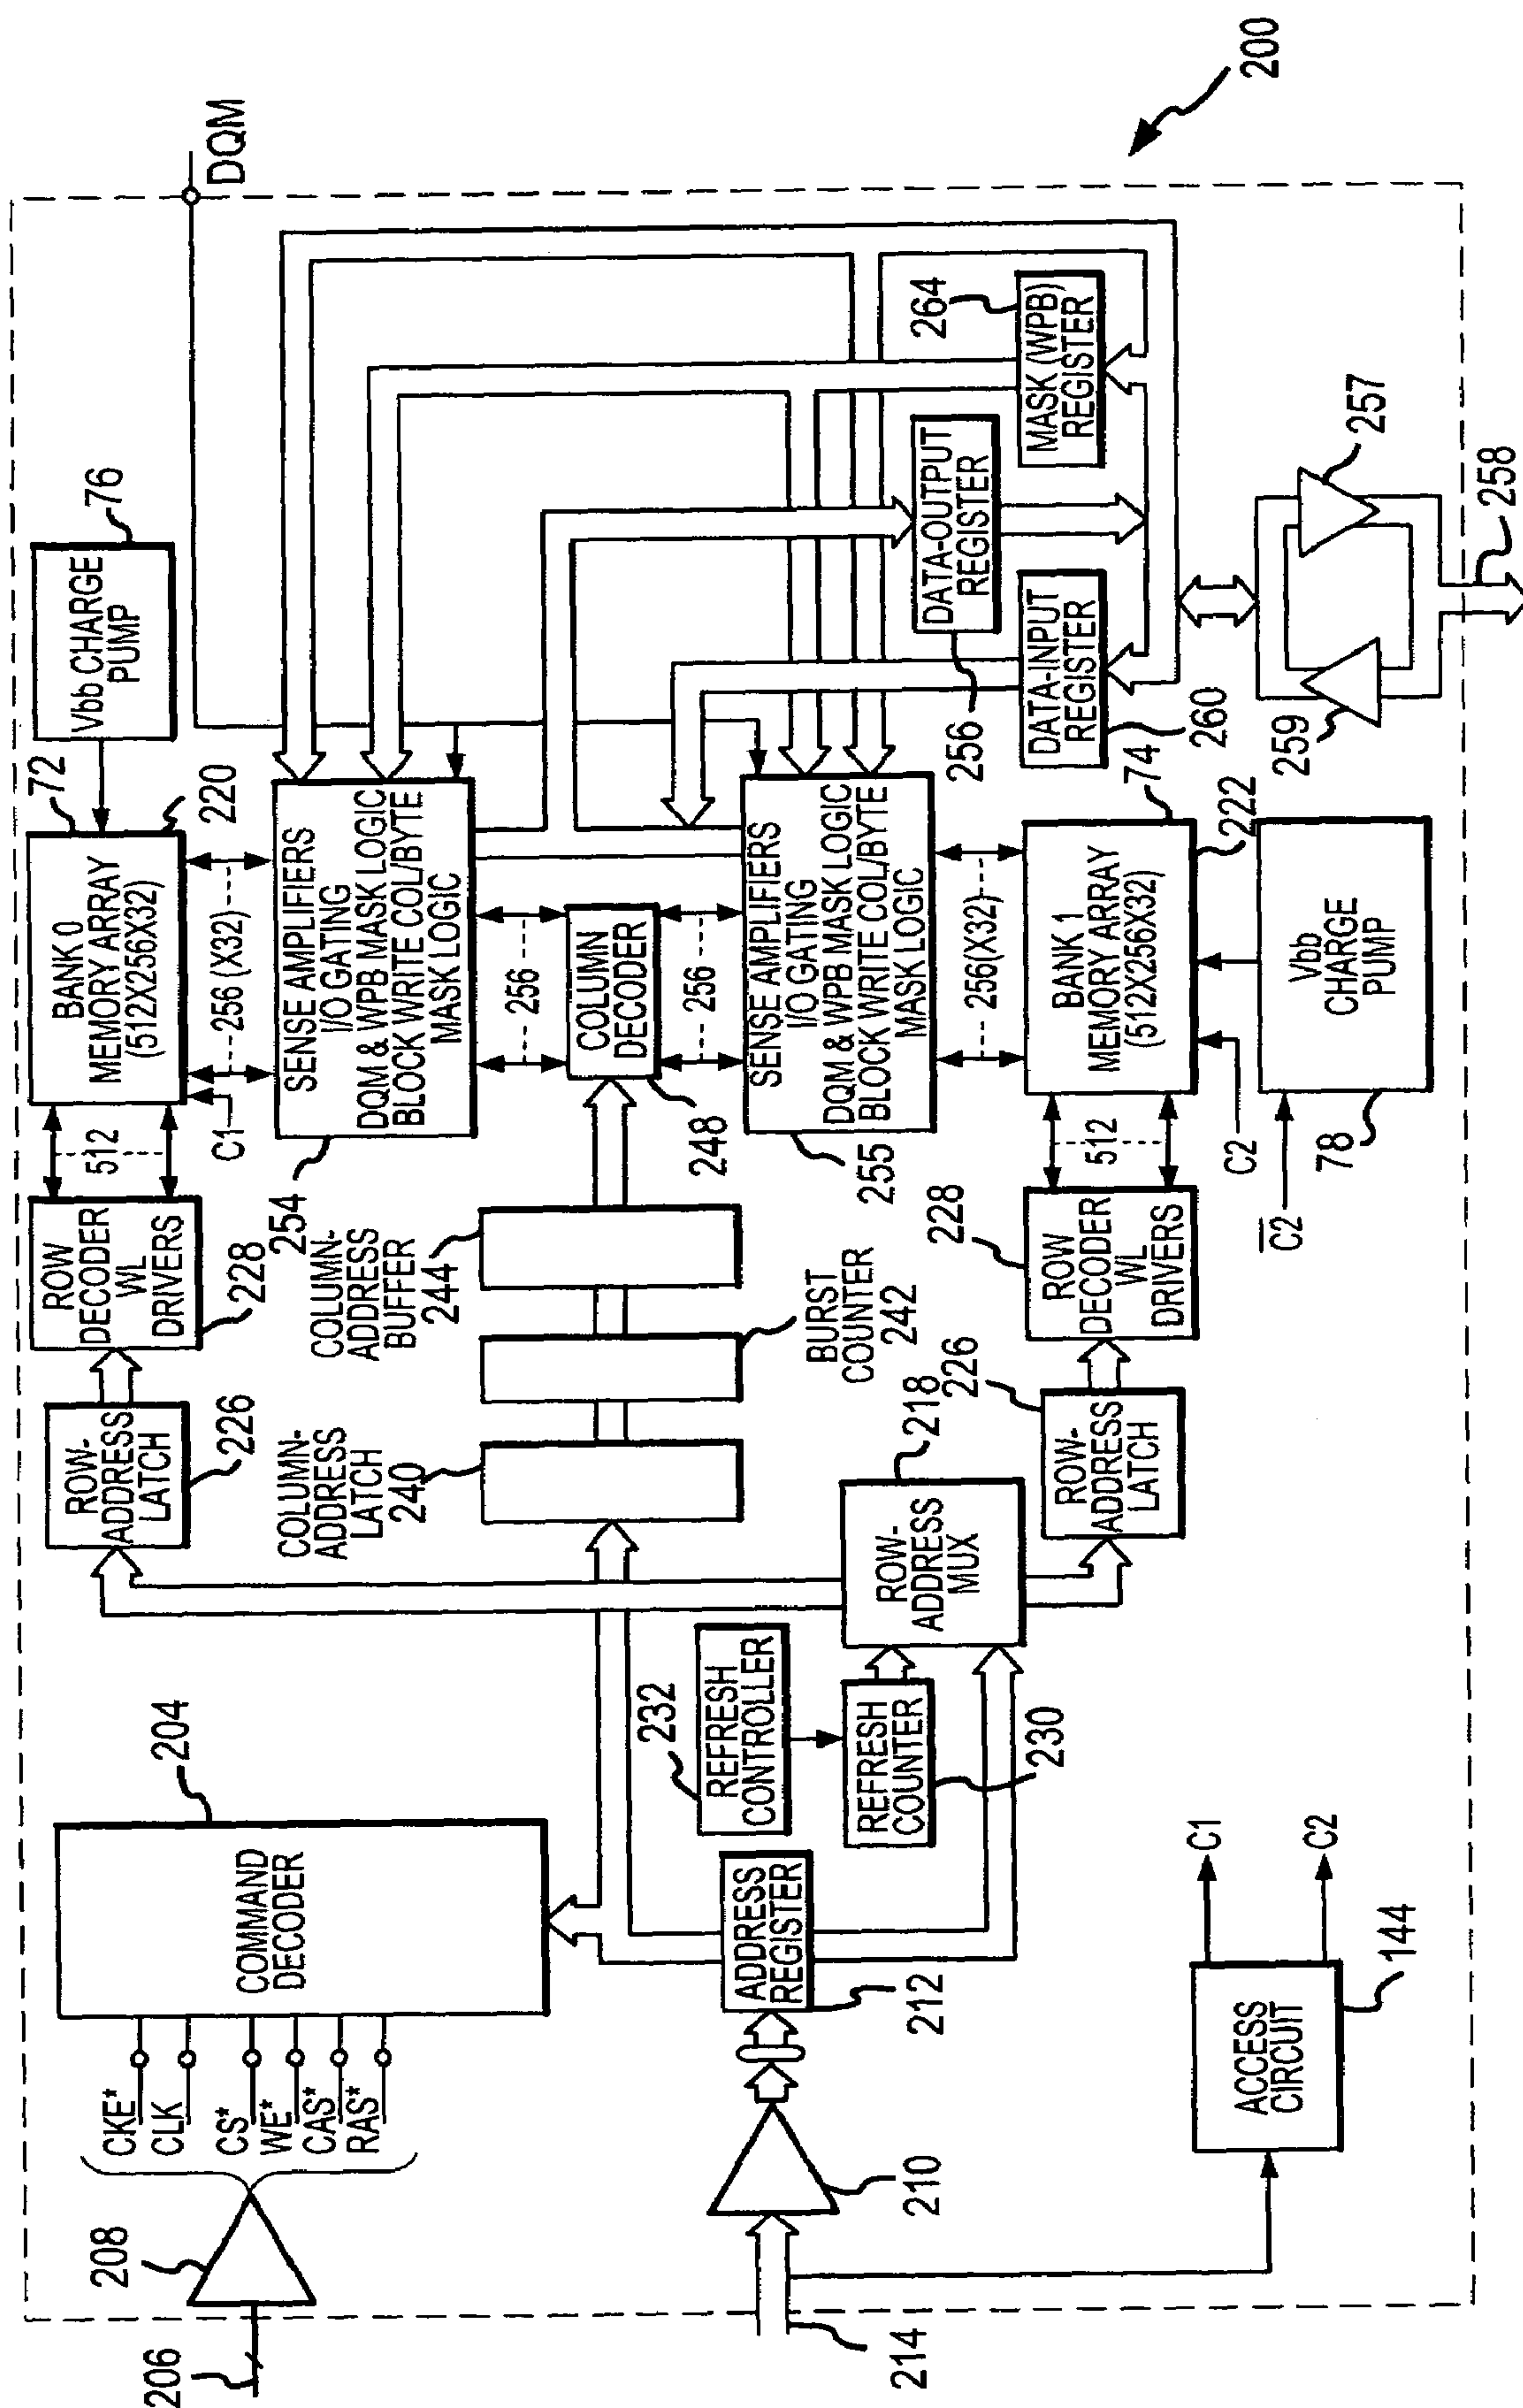 200
DQM
Vbb CHARGE
PUMP
76
72
BANK 0
MEMORY ARRAY
(512X256X32)
220
512
256 (X32)
C1
ROW
DECODER
WL
DRIVERS
228
ROW-
ADDRESS
LATCH
226
SENSE AMPLIFIERS
I/O GATING
DQM & WPB MASK LOGIC
BLOCK WRITE COL/BYTE
MASK LOGIC
254
256
COLUMN
DECODER
248
256
SENSE AMPLIFIERS
I/O GATING
DQM & WPB MASK LOGIC
BLOCK WRITE COL/BYTE
MASK LOGIC
255
256(X32)
BANK 1
MEMORY ARRAY
(512X256X32)
74
222
Vbb
CHARGE
PUMP
78
C2
C2
512
ROW
DECODER
WL
DRIVERS
228
ROW-
ADDRESS
LATCH
226
COLUMN-
ADDRESS
BUFFER
244
BURST
COUNTER
242
COLUMN-
ADDRESS
LATCH
240
ROW-
ADDRESS
MUX
218
REFRESH
CONTROLLER
232
REFRESH
COUNTER
230
COMMAND
DECODER
204
CKE*
CLK
CS*
WE*
CAS*
RAS*
208
206
ADDRESS
REGISTER
212
210
214
ACCESS
CIRCUIT
144
C1
C2
DATA-OUTPUT
REGISTER
256
DATA-INPUT
REGISTER
260
MASK (WPB)
REGISTER
264
257
259
258